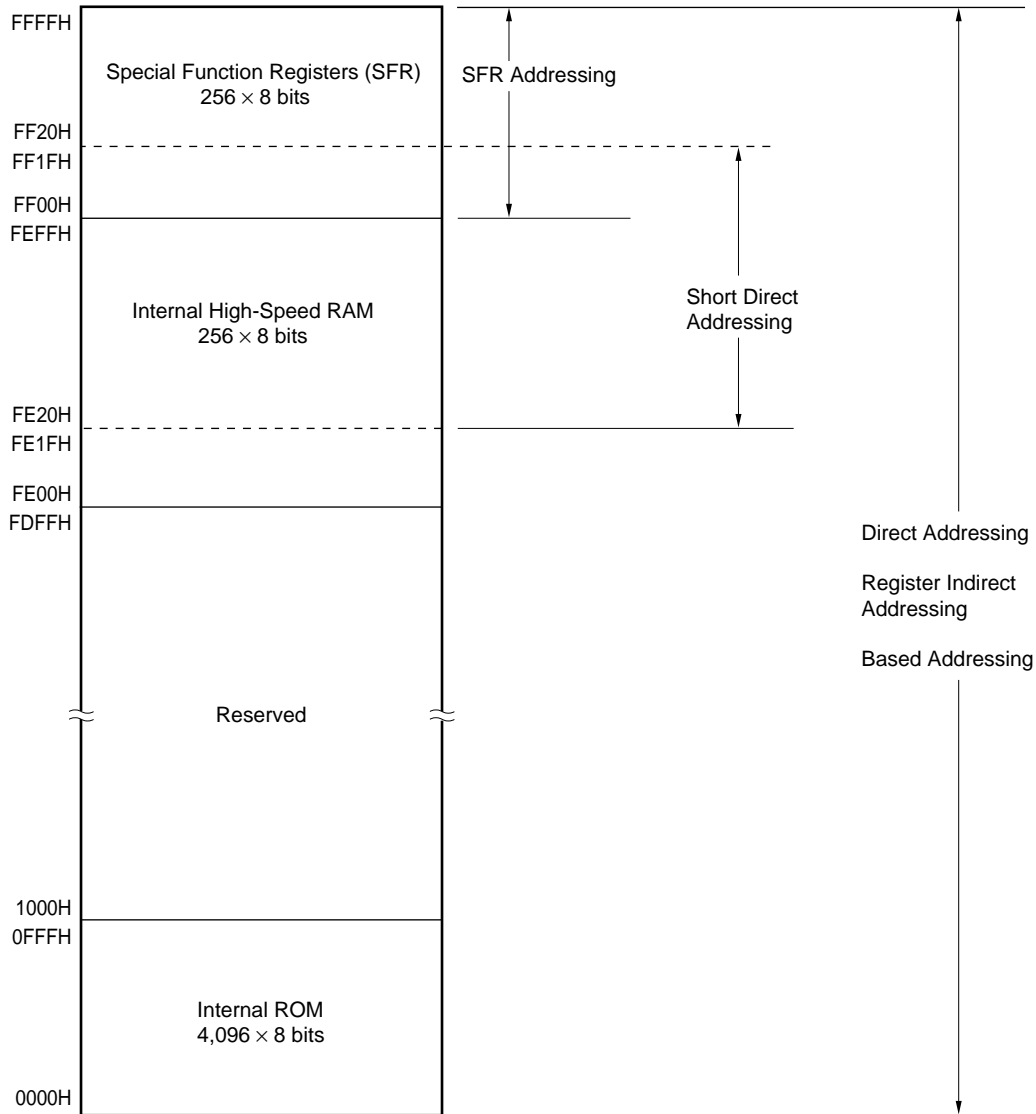 FFFFH
Special Function Registers (SFR)
256 × 8 bits
SFR Addressing
FF20H
FF1FH
FF00H
FEFFH
Internal High-Speed RAM
256 × 8 bits
Short Direct
Addressing
FE20H
FE1FH
FE00H
FDFFH
Direct Addressing
Register Indirect
Addressing
Based Addressing
Reserved
1000H
0FFFH
Internal ROM
4,096 × 8 bits
0000H